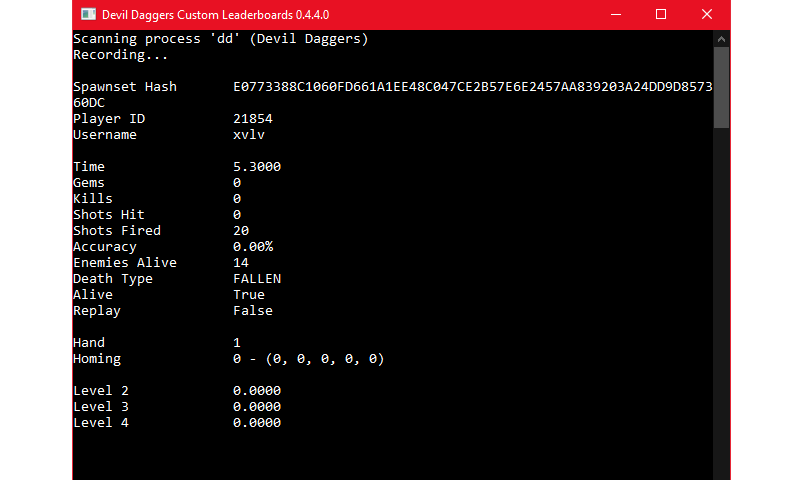 Devil Daggers Custom Leaderboards 0.4.4.0
Scanning process 'dd' (Devil Daggers)
Recording...
Spawnset Hash E0773388C1060FD661A1EE48C047CE2B57E6E2457AA839203A24DD9D8573
60DC
Player ID 21854
Username xvlv
Time 5.3000
Gems 0
Kills 0
Shots Hit 0
Shots Fired 20
Accuracy 0.00%
Enemies Alive 14
Death Type FALLEN
Alive True
Replay False
Hand 1
Homing 0 - (0, 0, 0, 0, 0)
Level 2 0.0000
Level 3 0.0000
Level 4 0.0000